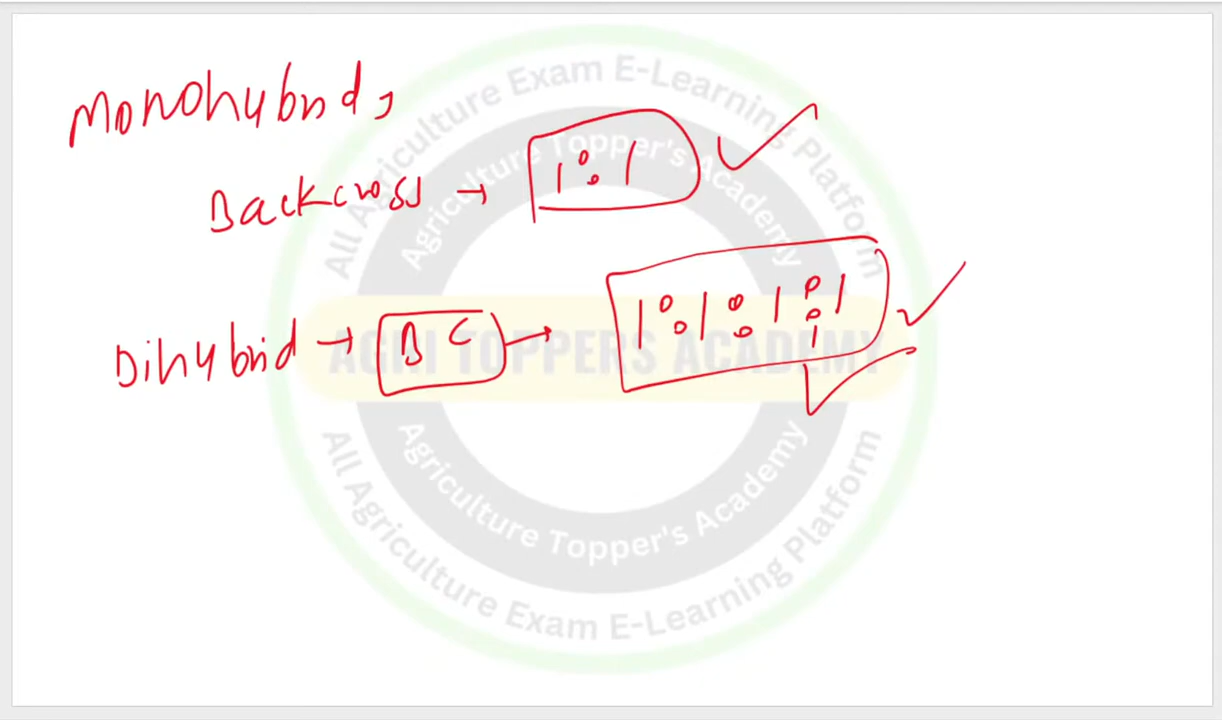 Monohybrid,
Backcross → 1:1
Dihybrid → BC → 1:1:1:1
All Agriculture Exam E-Learning Platform
Agriculture Topper's Academy
AGRI TOPPERS ACADEMY
Agriculture Topper's Academy
All Agriculture Exam E-Learning Platform